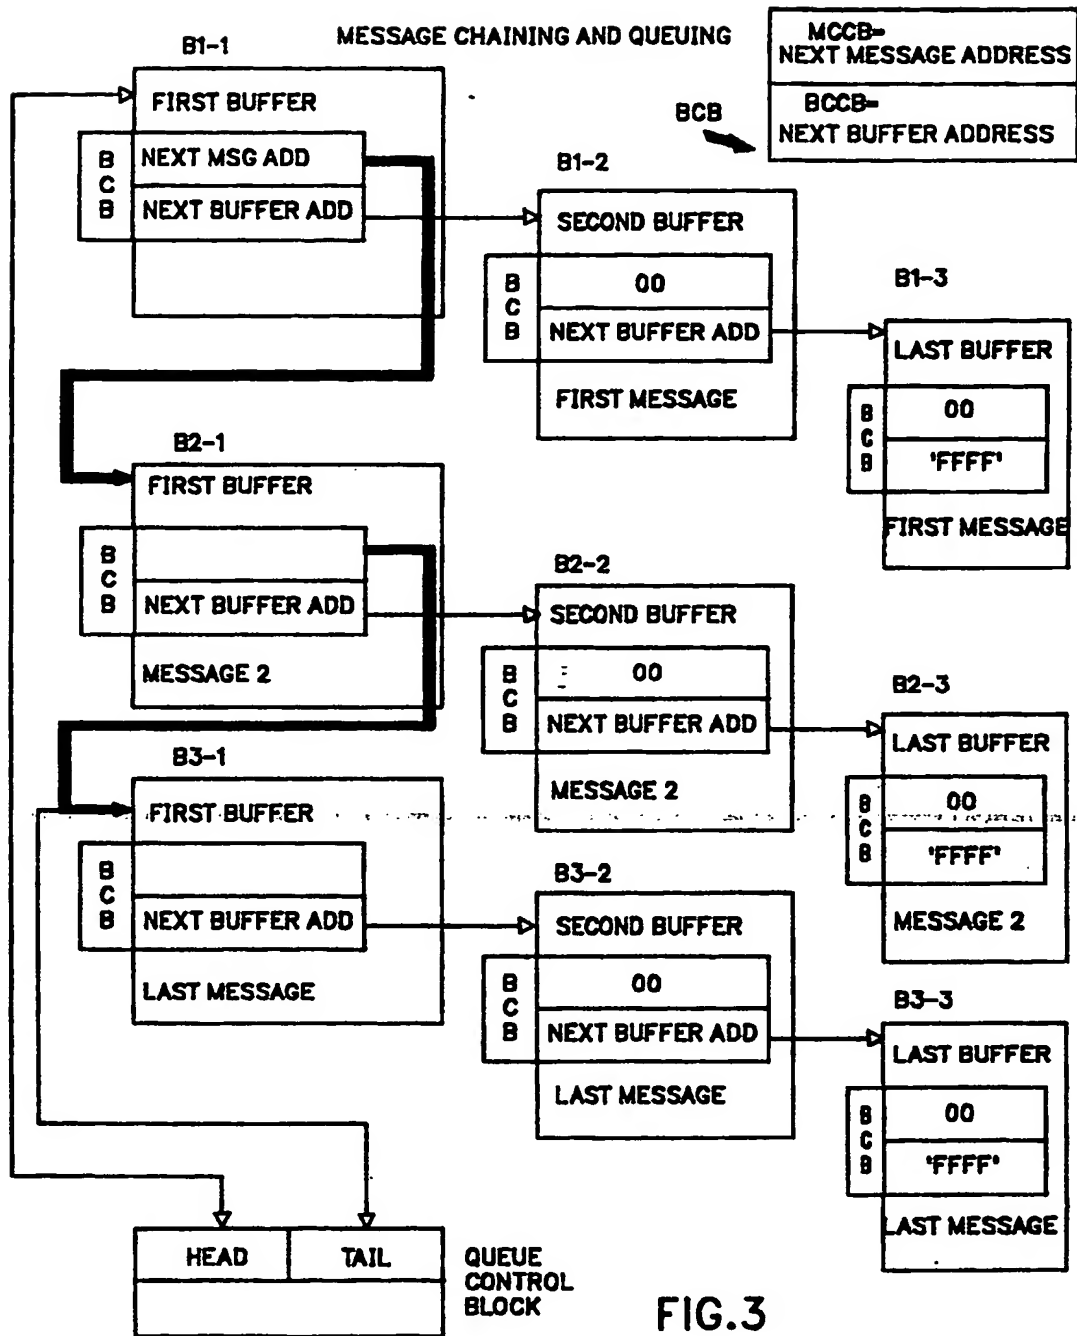 MESSAGE CHAINING AND QUEUING
MCCB=
NEXT MESSAGE ADDRESS
BCCB=
NEXT BUFFER ADDRESS
BCB
B1-1
FIRST BUFFER
BCB
NEXT MSG ADD
NEXT BUFFER ADD
B1-2
SECOND BUFFER
BCB
00
NEXT BUFFER ADD
FIRST MESSAGE
B1-3
LAST BUFFER
BCB
00
'FFFF'
FIRST MESSAGE
B2-1
FIRST BUFFER
BCB
NEXT BUFFER ADD
MESSAGE 2
B2-2
SECOND BUFFER
BCB
00
NEXT BUFFER ADD
MESSAGE 2
B2-3
LAST BUFFER
BCB
00
'FFFF'
MESSAGE 2
B3-1
FIRST BUFFER
BCB
NEXT BUFFER ADD
LAST MESSAGE
B3-2
SECOND BUFFER
BCB
00
NEXT BUFFER ADD
LAST MESSAGE
B3-3
LAST BUFFER
BCB
00
'FFFF'
LAST MESSAGE
HEAD
TAIL
QUEUE
CONTROL
BLOCK
FIG.3